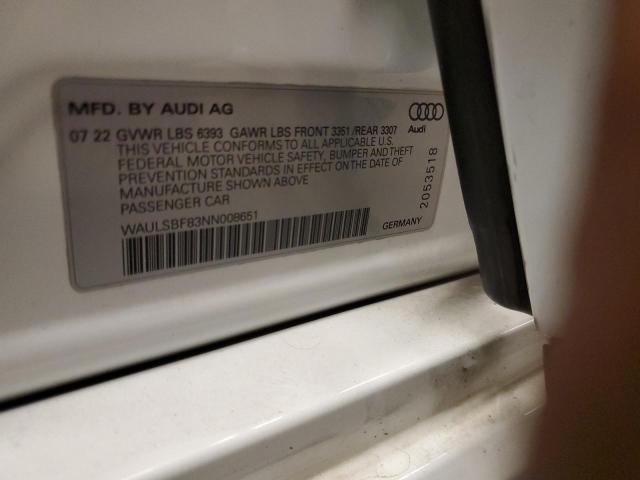 MFD. BY AUDI AG
07 22 GVWR LBS 6393 GAWR LBS FRONT 3351 /REAR 3307
Audi
THIS VEHICLE CONFORMS TO ALL APPLICABLE U.S.
FEDERAL MOTOR VEHICLE SAFETY, BUMPER AND THEFT
PREVENTION STANDARDS IN EFFECT ON THE DATE OF
MANUFACTURE SHOWN ABOVE
PASSENGER CAR
WAULSBF83NN008651
GERMANY
2053518